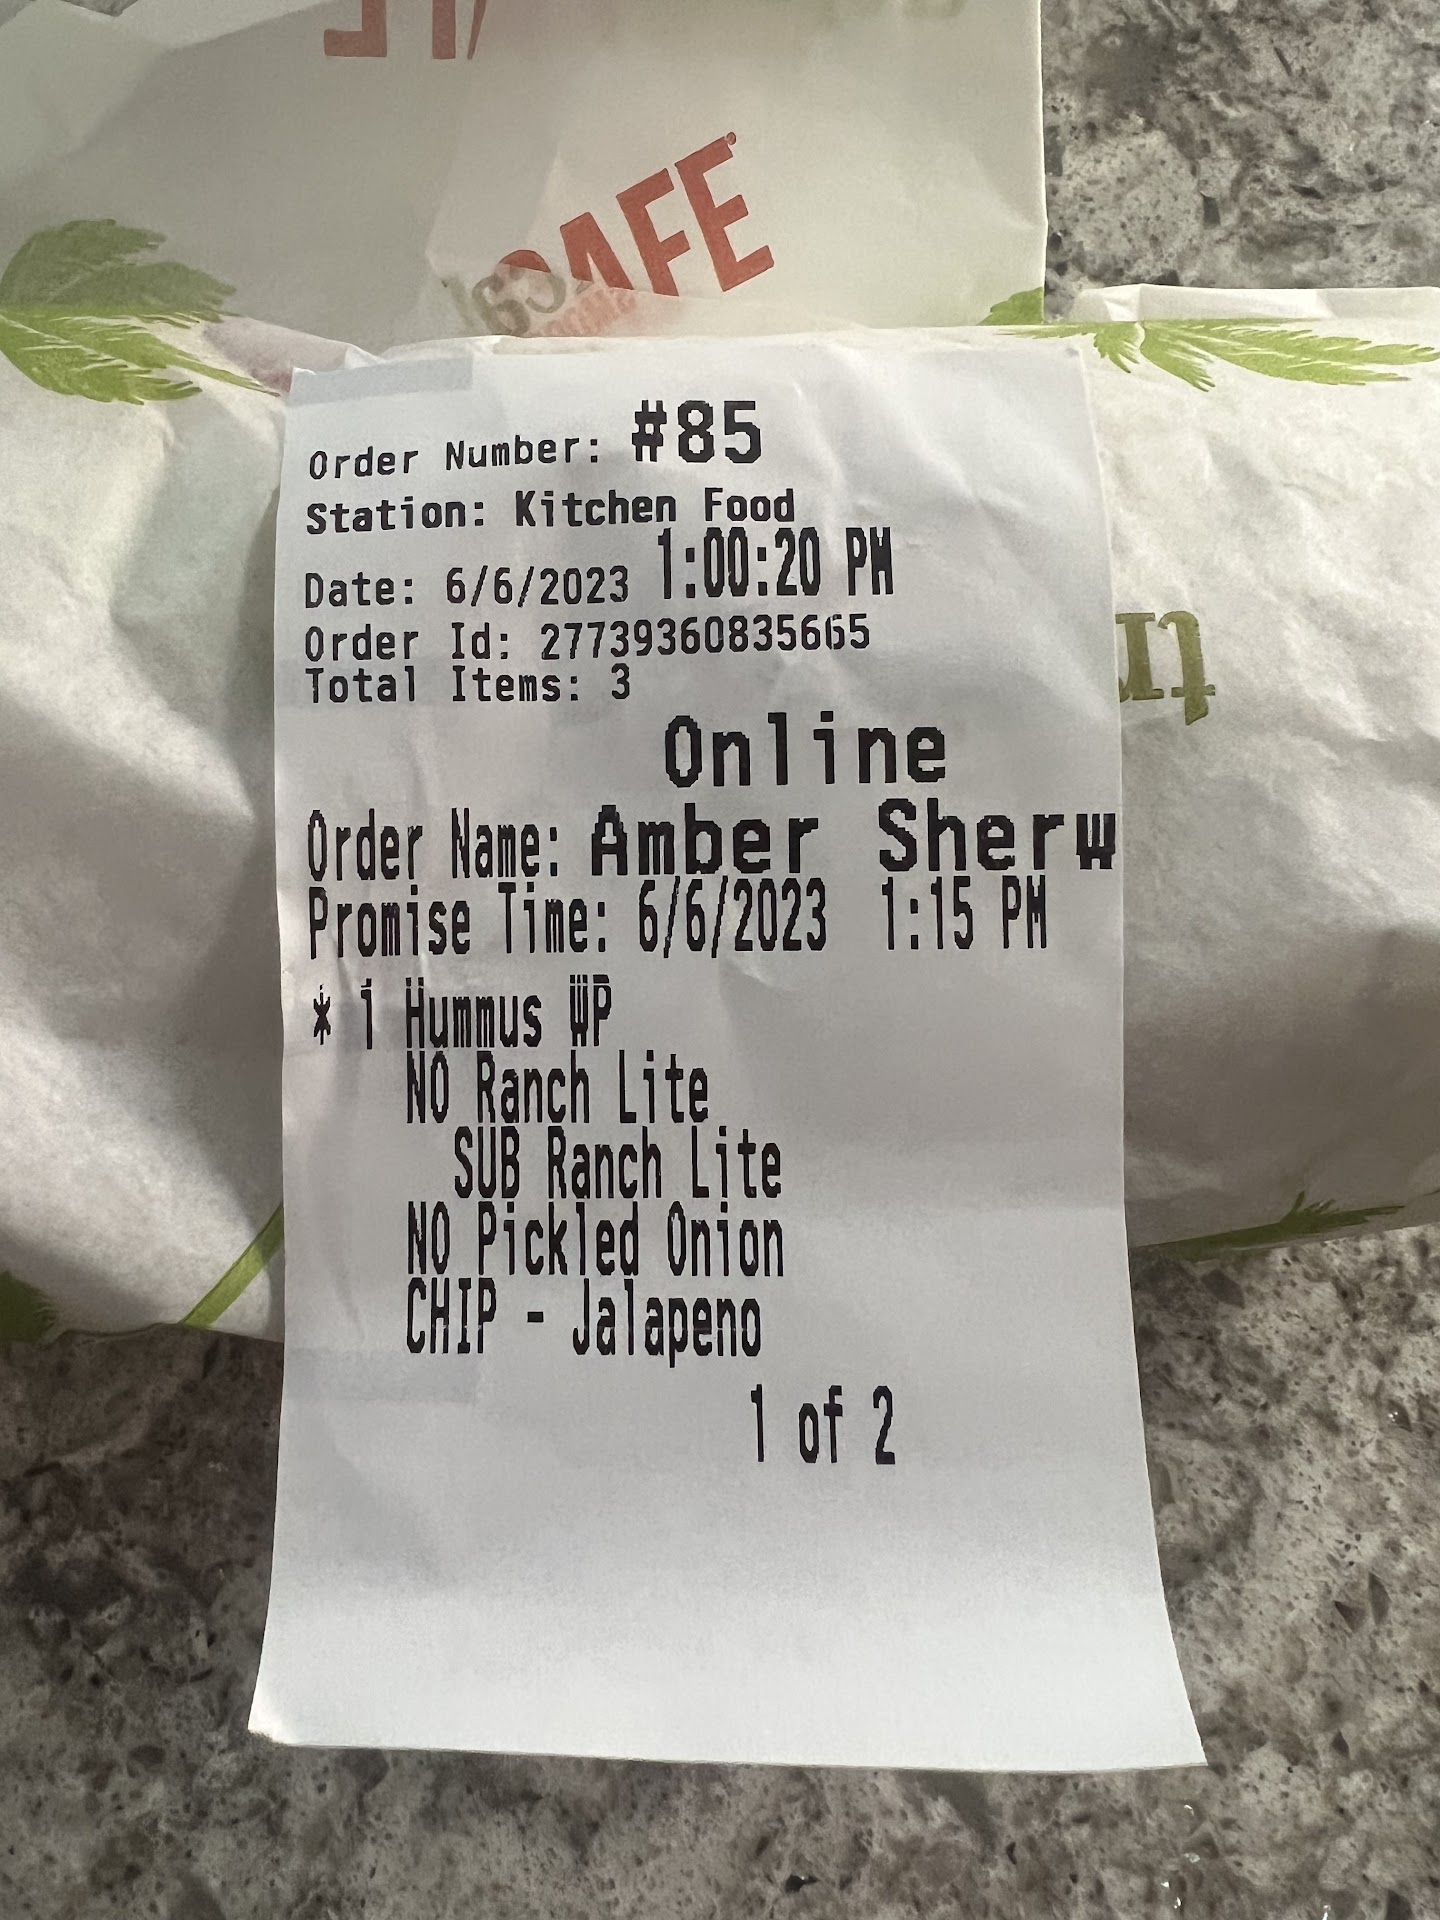 CAFE
Order Number: #85
Station: Kitchen Food
Date: 6/6/2023 1:00:20 PM
Order Id: 27739360835665
Total Items: 3
Online
Order Name: Amber Sherw
Promise Time: 6/6/2023 1:15 PM
* 1 Hummus WP
NO Ranch Lite
SUB Ranch Lite
NO Pickled Onion
CHIP - Jalapeno
1 of 2